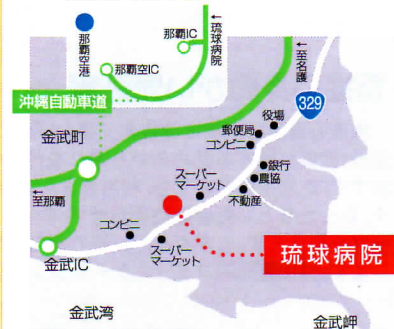 那覇空港
那覇IC
那覇空IC
↑琉球病院
沖縄自動車道
↑至名護
329
金武町
役場
郵便局
コンビニ
銀行
農協
不動産
スーパー
マーケット
↑至那覇
コンビニ
スーパー
マーケット
金武IC
琉球病院
金武湾
金武岬